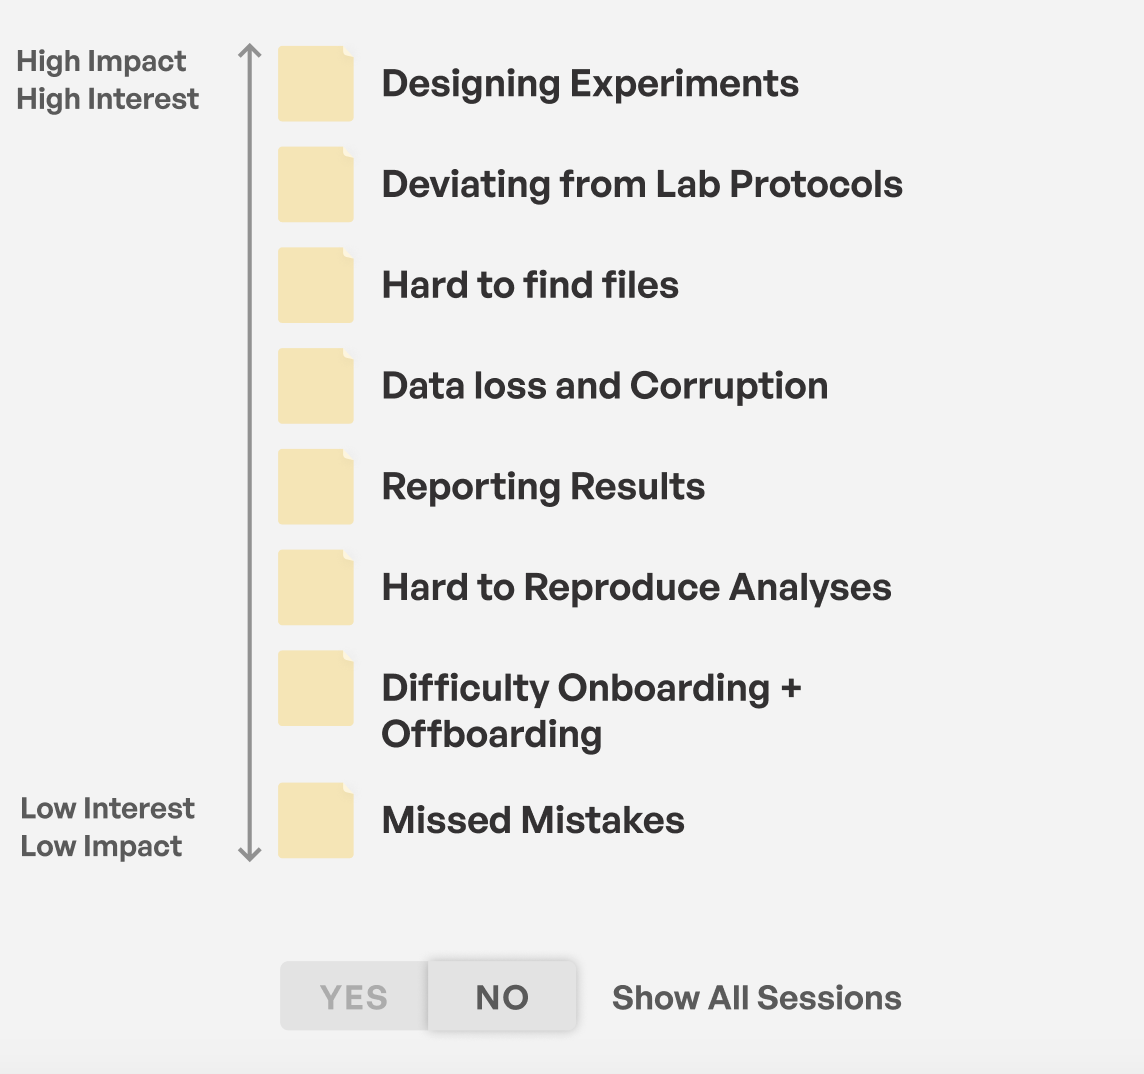 High Impact
High Interest
Designing Experiments
Deviating from Lab Protocols
Hard to find files
Data loss and Corruption
Reporting Results
Hard to Reproduce Analyses
Difficulty Onboarding +
Offboarding
Low Interest
Low Impact
Missed Mistakes
YES NO Show All Sessions